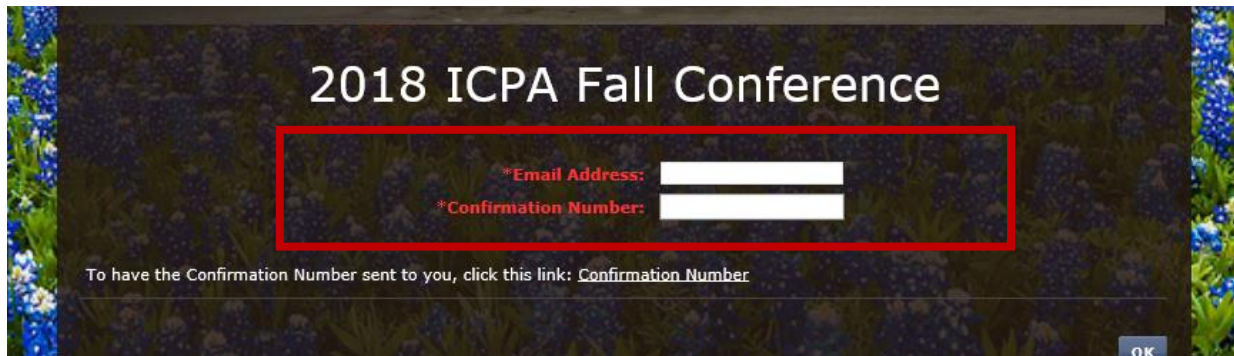 2018 ICPA Fall Conference
*Email Address:
*Confirmation Number:
To have the Confirmation Number sent to you, click this link: Confirmation Number
OK